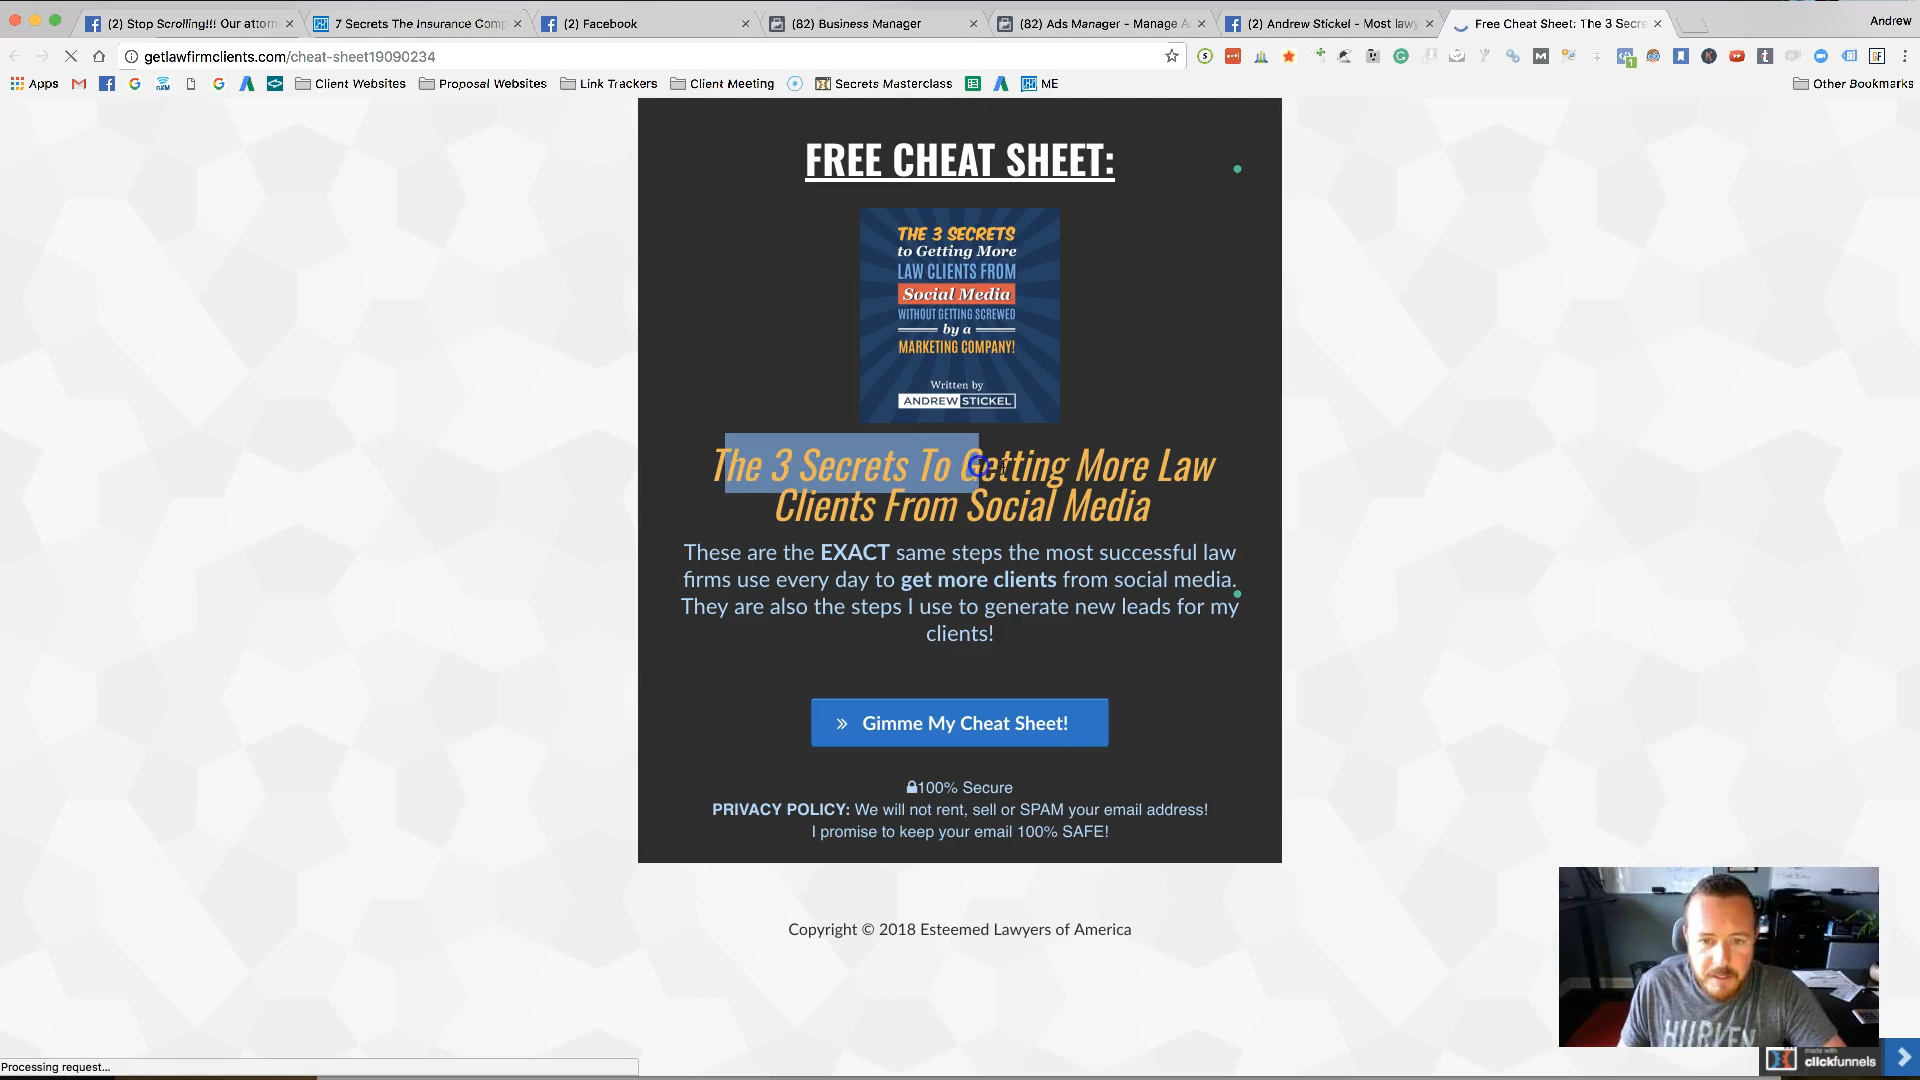 (2) Stop Scrolling!!! Our attorn
7 Secrets The Insurance Comp
(2) Facebook
(82) Business Manager
(82) Ads Manager - Manage A
(2) Andrew Stickel - Most lawy
Free Cheat Sheet: The 3 Secre
Andrew
getlawfirmclients.com/cheat-sheet19090234
Apps
Client Websites
Proposal Websites
Link Trackers
Client Meeting
Secrets Masterclass
ME
Other Bookmarks
FREE CHEAT SHEET:
THE 3 SECRETS
to Getting More
LAW CLIENTS FROM
Social Media
WITHOUT GETTING SCREWED
by a
MARKETING COMPANY!
Written by
ANDREW STICKEL
The 3 Secrets To Getting More Law
Clients From Social Media
These are the EXACT same steps the most successful law
firms use every day to get more clients from social media.
They are also the steps I use to generate new leads for my
clients!
» Gimme My Cheat Sheet!
100% Secure
PRIVACY POLICY: We will not rent, sell or SPAM your email address!
I promise to keep your email 100% SAFE!
Copyright © 2018 Esteemed Lawyers of America
HURLEY
made with
clickfunnels
Processing request...